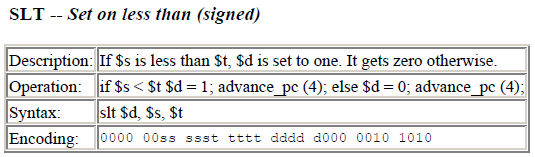 SLT -- Set on less than (signed)
Description: If $s is less than $t, $d is set to one. It gets zero otherwise.
Operation: if $s < $t $d = 1; advance_pc (4); else $d = 0; advance_pc (4);
Syntax: slt $d, $s, $t
Encoding: 0000 00ss ssst tttt dddd d000 0010 1010